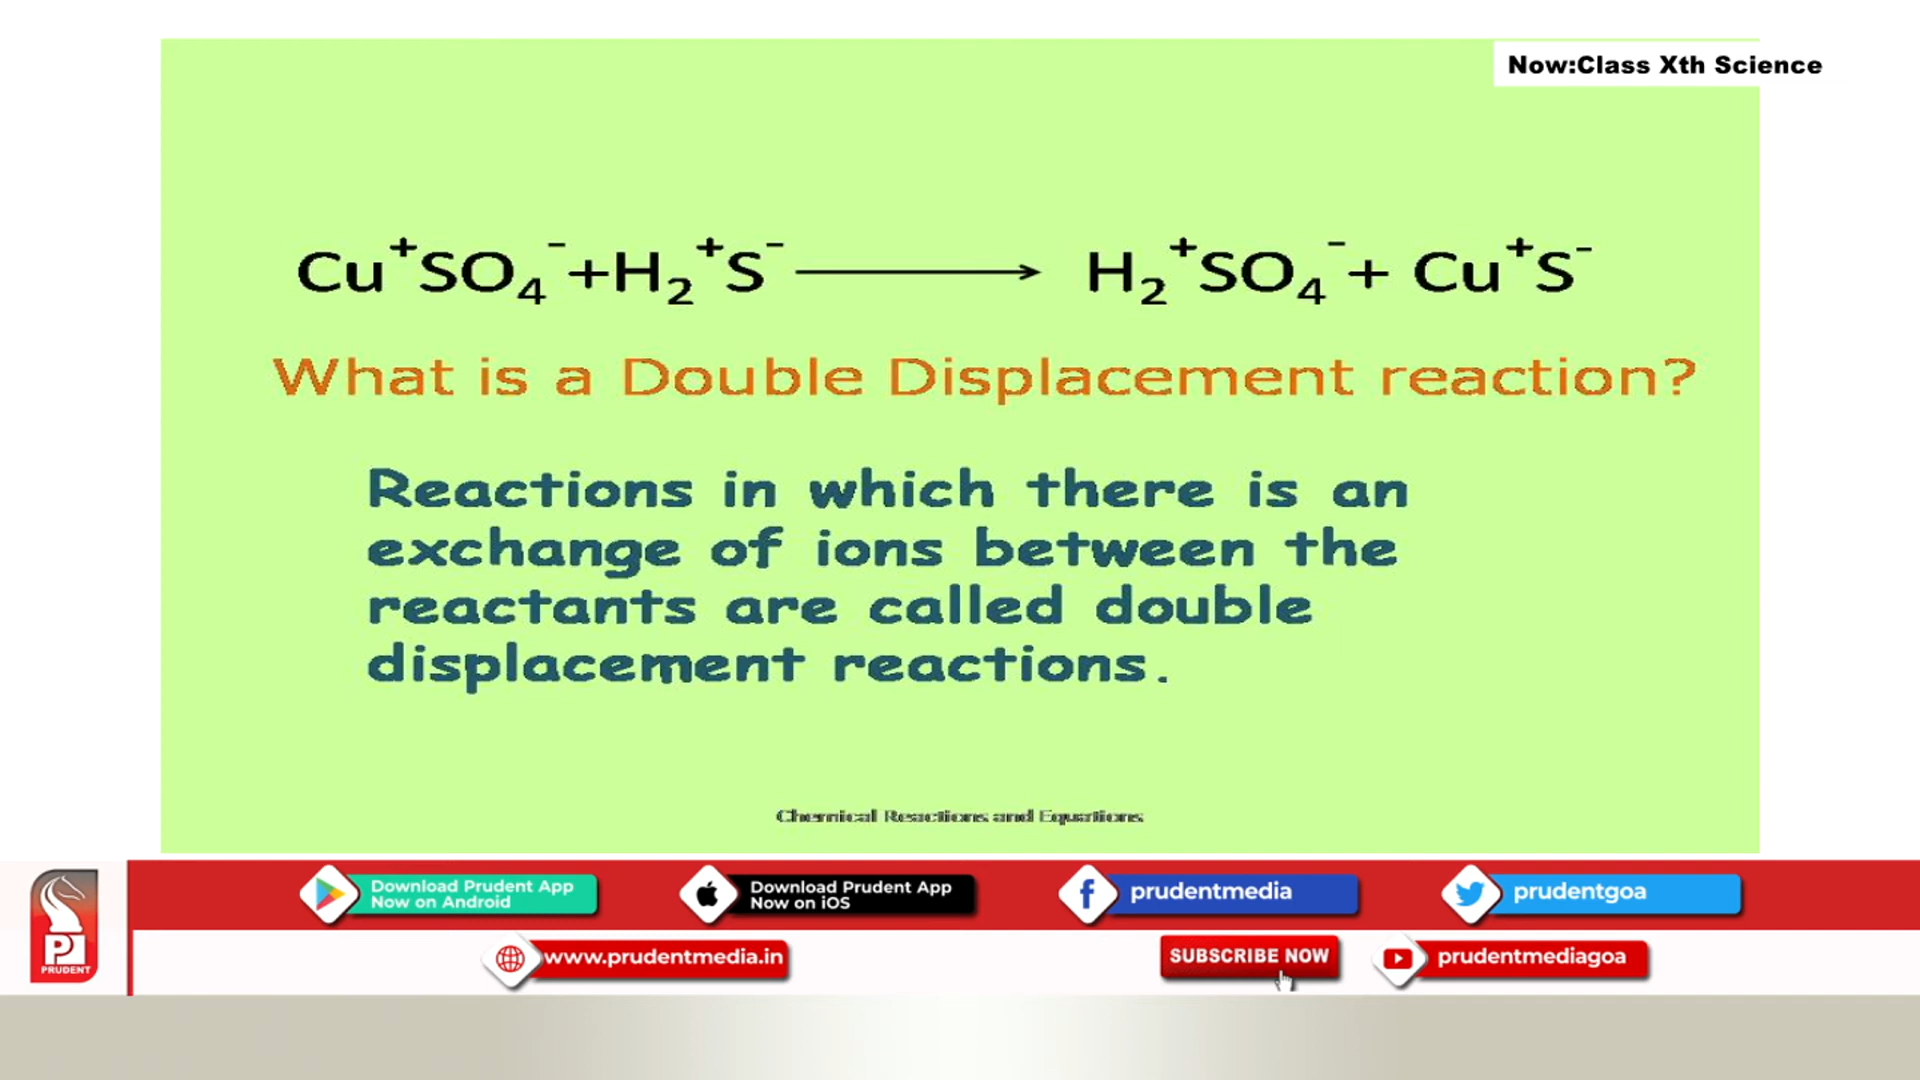 Now:Class Xth Science
Cu⁺SO₄⁻+H₂⁺S⁻ ⟶ H₂⁺SO₄⁻+ Cu⁺S⁻
What is a Double Displacement reaction?
Reactions in which there is an
exchange of ions between the
reactants are called double
displacement reactions.
Chemical Reactions and Equations
Download Prudent App
Now on Android
Download Prudent App
Now on iOS
prudentmedia
prudentgoa
PRUDENT
www.prudentmedia.in
SUBSCRIBE NOW
prudentmediagoa